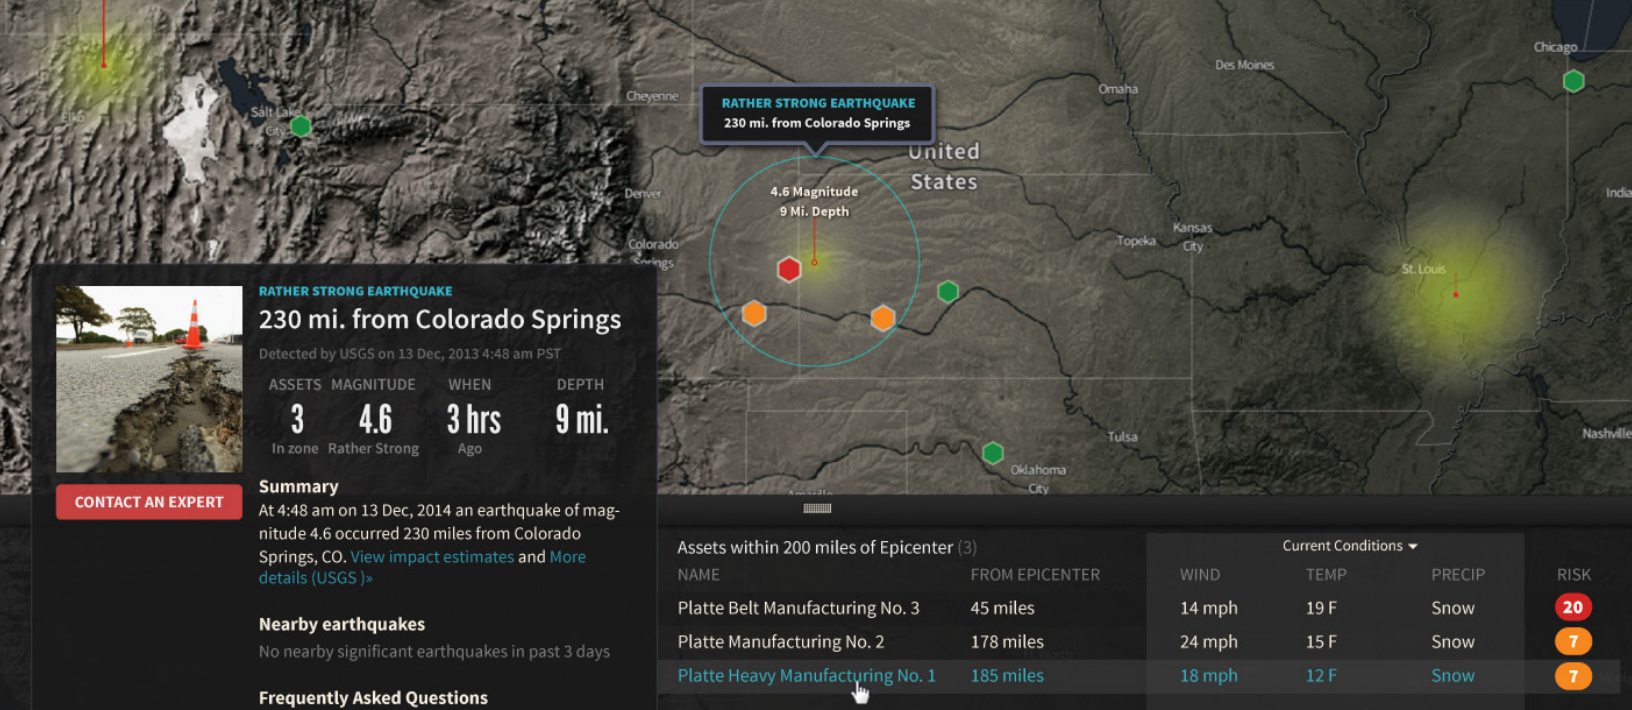 Chicago
Des Moines
Omaha
Cheyenne
RATHER STRONG EARTHQUAKE
230 mi. from Colorado Springs
Elko
Salt Lake
City
United
States
Denver
4.6 Magnitude
9 Mi. Depth
India
Kansas
City
Topeka
Colorado
Springs
St. Louis
Tulsa
Nashville
Oklahoma
City
Amarillo
RATHER STRONG EARTHQUAKE
230 mi. from Colorado Springs
Detected by USGS on 13 Dec, 2013 4:48 am PST
ASSETS MAGNITUDE WHEN DEPTH
3 4.6 3 hrs 9 mi.
In zone Rather Strong Ago
CONTACT AN EXPERT
Summary
At 4:48 am on 13 Dec, 2014 an earthquake of mag-
nitude 4.6 occurred 230 miles from Colorado
Springs, CO. View impact estimates and More
details (USGS )»
Nearby earthquakes
No nearby significant earthquakes in past 3 days
Frequently Asked Questions
Assets within 200 miles of Epicenter (3)
Current Conditions
NAME FROM EPICENTER WIND TEMP PRECIP RISK
Platte Belt Manufacturing No. 3 45 miles 14 mph 19 F Snow 20
Platte Manufacturing No. 2 178 miles 24 mph 15 F Snow 7
Platte Heavy Manufacturing No. 1 185 miles 18 mph 12 F Snow 7